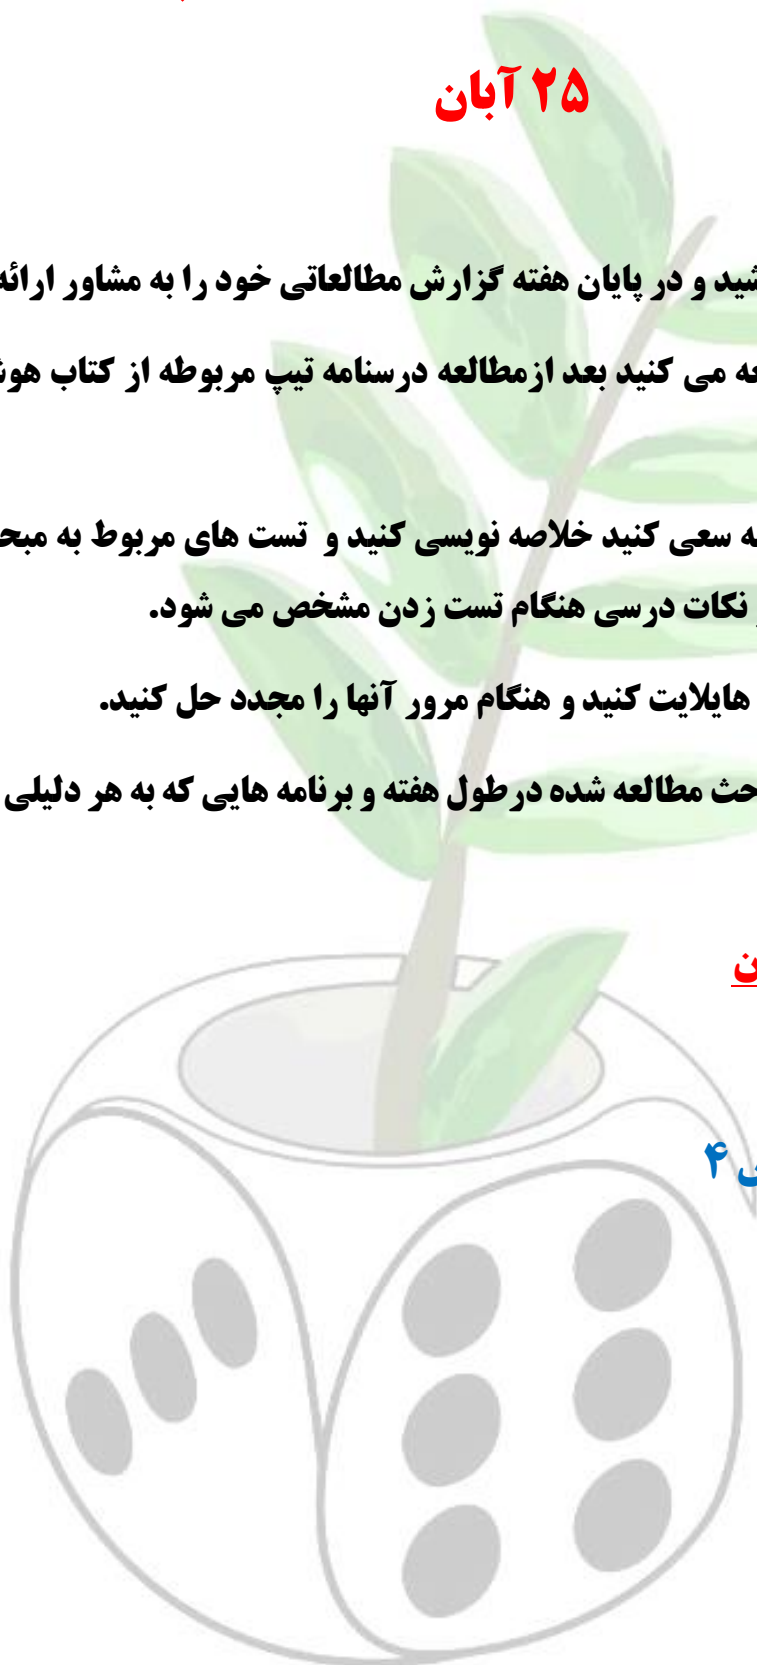 ۲۵ آبان
شید و در پایان هفته گزارش مطالعاتی خود را به مشاور ارائه
عه می کنید بعد ازمطالعه درسنامه تیپ مربوطه از کتاب هوش
ه سعی کنید خلاصه نویسی کنید و تست های مربوط به مبح
نکات درسی هنگام تست زدن مشخص می شود.
هایلایت کنید و هنگام مرور آنها را مجدد حل کنید.
حث مطالعه شده درطول هفته و برنامه هایی که به هر دلیلی
ن
۴